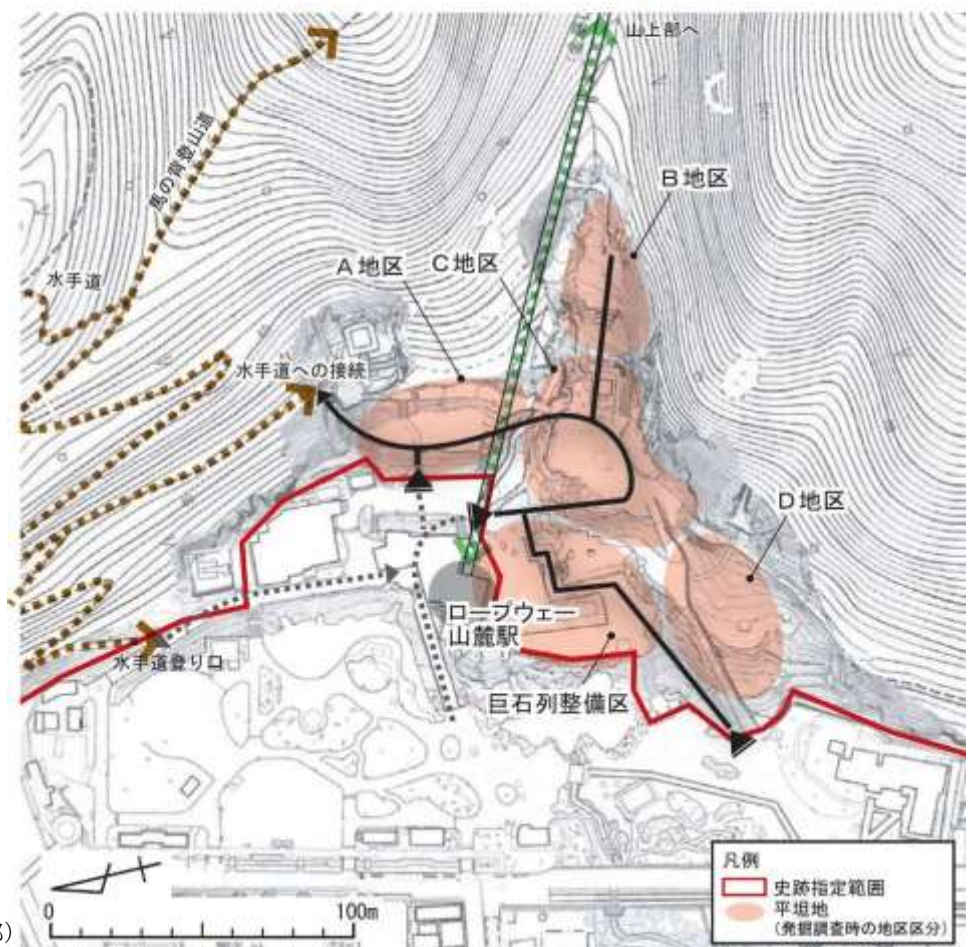 山上部へ
馬の背登山道
B地区
A地区
C地区
水手道
水手道への接続
D地区
ロープウェー
山麓駅
水手道登り口
巨石列整備区
凡例
史跡指定範囲
平坦地
(発掘調査時の地区区分)
0
100m